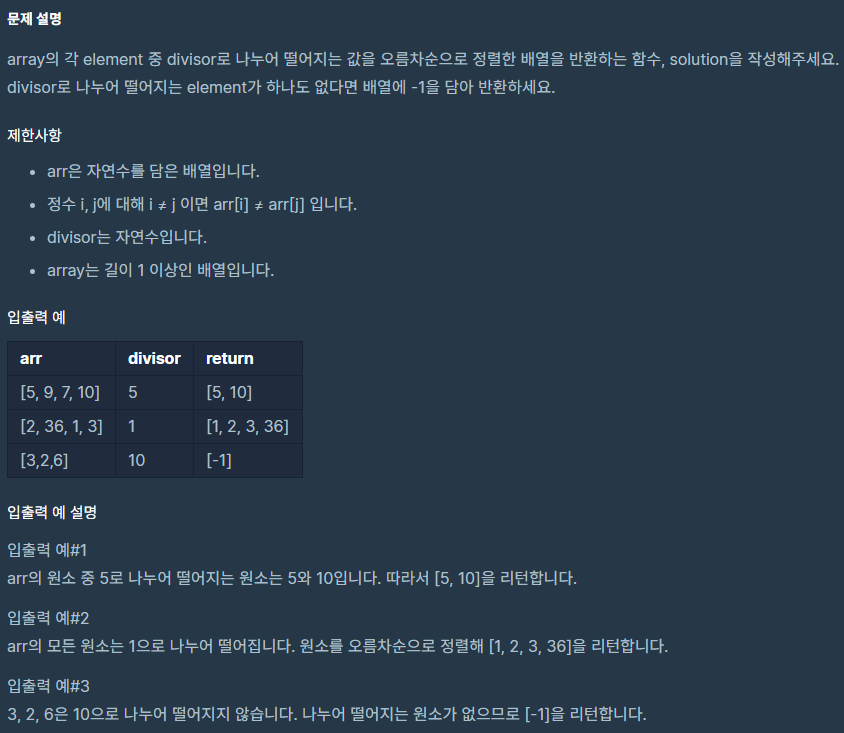 문제 설명
array의 각 element 중 divisor로 나누어 떨어지는 값을 오름차순으로 정렬한 배열을 반환하는 함수, solution을 작성해주세요.
divisor로 나누어 떨어지는 element가 하나도 없다면 배열에 -1을 담아 반환하세요.
제한사항
• arr은 자연수를 담은 배열입니다.
• 정수 i, j에 대해 i ≠ j 이면 arr[i] ≠ arr[j] 입니다.
• divisor는 자연수입니다.
• array는 길이 1 이상인 배열입니다.
입출력 예
arr divisor return
[5, 9, 7, 10] 5 [5, 10]
[2, 36, 1, 3] 1 [1, 2, 3, 36]
[3,2,6] 10 [-1]
입출력 예 설명
입출력 예#1
arr의 원소 중 5로 나누어 떨어지는 원소는 5와 10입니다. 따라서 [5, 10]을 리턴합니다.
입출력 예#2
arr의 모든 원소는 1으로 나누어 떨어집니다. 원소를 오름차순으로 정렬해 [1, 2, 3, 36]을 리턴합니다.
입출력 예#3
3, 2, 6은 10으로 나누어 떨어지지 않습니다. 나누어 떨어지는 원소가 없으므로 [-1]을 리턴합니다.